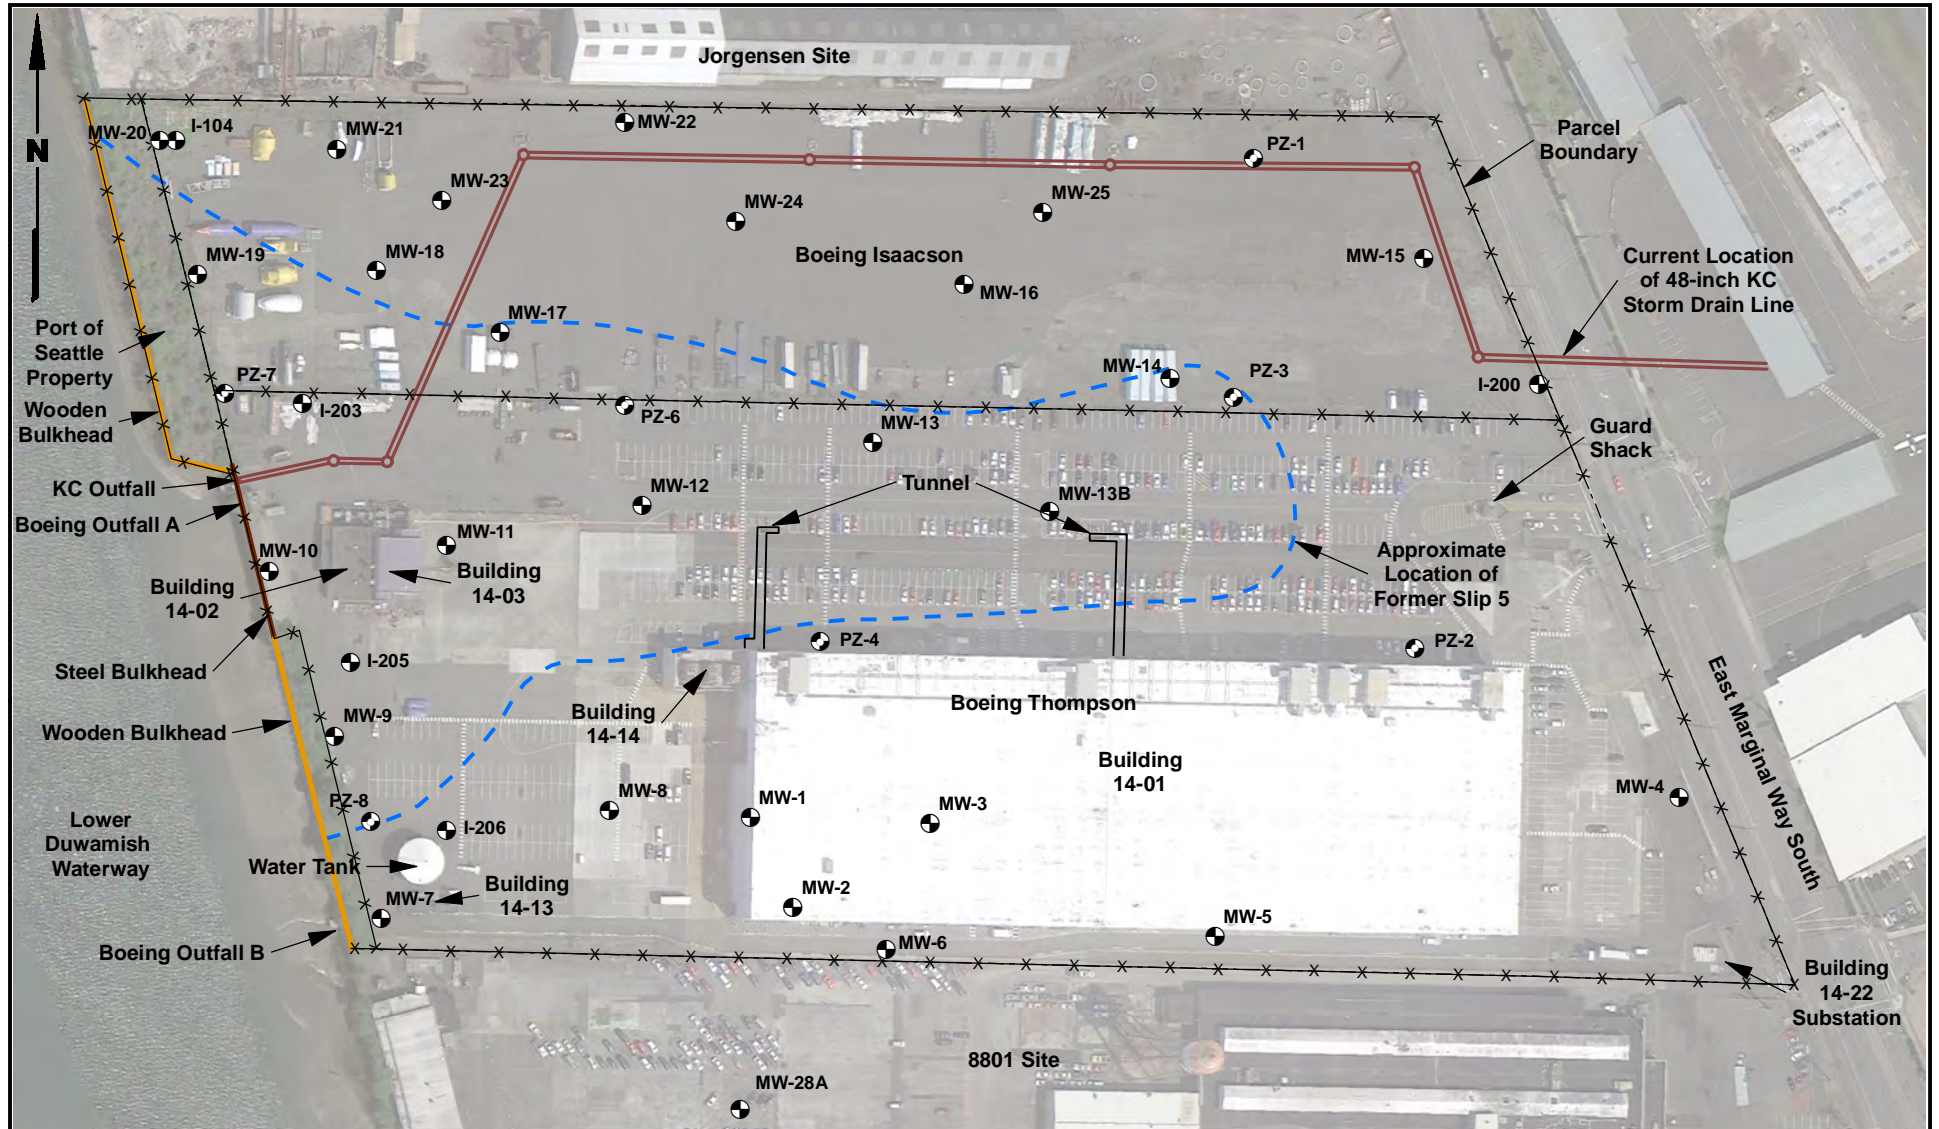 Jorgensen Site
N
MW-20
I-104
MW-21
MW-22
PZ-1
Parcel
Boundary
MW-23
MW-24
MW-25
MW-19
MW-18
Boeing Isaacson
MW-15
Current Location
of 48-inch KC
Storm Drain Line
MW-16
MW-17
Port of
Seattle
Property
PZ-7
I-203
PZ-6
MW-14
PZ-3
I-200
Wooden
Bulkhead
MW-13
Guard
Shack
KC Outfall
MW-12
Tunnel
MW-13B
Boeing Outfall A
MW-10
MW-11
Building
14-02
Building
14-03
Approximate
Location of
Former Slip 5
PZ-4
PZ-2
Steel Bulkhead
I-205
Building
14-14
Boeing Thompson
East Marginal Way South
Wooden Bulkhead
MW-9
Building
14-01
PZ-8
MW-8
MW-1
MW-3
MW-4
Lower
Duwamish
Waterway
I-206
Water Tank
MW-7
Building
14-13
MW-2
MW-5
MW-6
Boeing Outfall B
Building
14-22
Substation
8801 Site
MW-28A